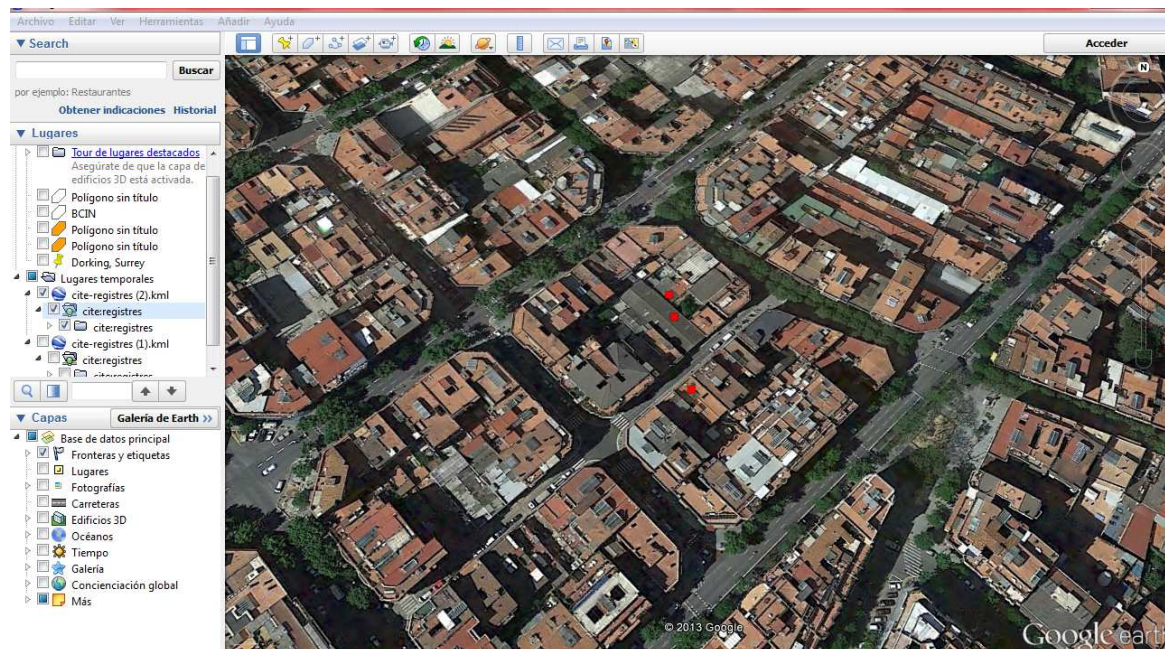 Archivo Editar Ver Herramientas Añadir Ayuda
▼ Search
Buscar
por ejemplo: Restaurantes
Obtener indicaciones Historial
▼ Lugares
Tour de lugares destacados
Asegúrate de que la capa de
edificios 3D está activada.
Polígono sin título
BCIN
Polígono sin título
Polígono sin título
Dorking, Surrey
Lugares temporales
cite-registres (2).kml
cite:registres
cite:registres
cite-registres (1).kml
cite:registres
cite:registres
▼ Capas
Galería de Earth >>
Base de datos principal
Fronteras y etiquetas
Lugares
Fotografías
Carreteras
Edificios 3D
Océanos
Tiempo
Galería
Concienciación global
Más
Acceder
N
© 2013 Google
Google earth